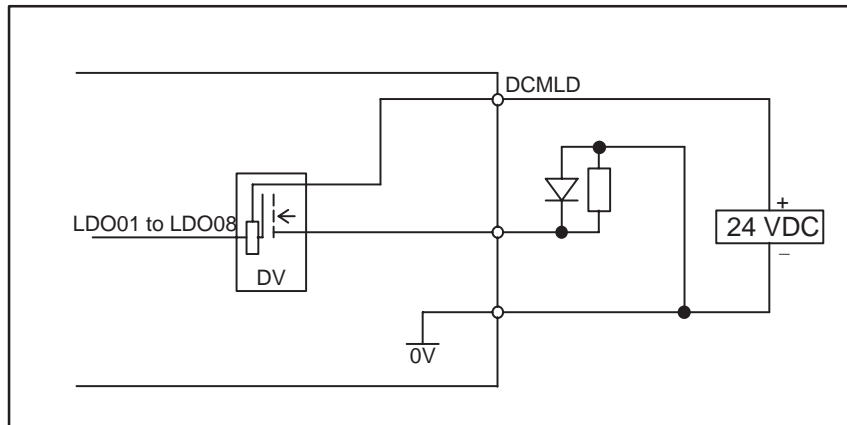 DCMLD
LDO01 to LDO08
DV
+
24 VDC
−
0V